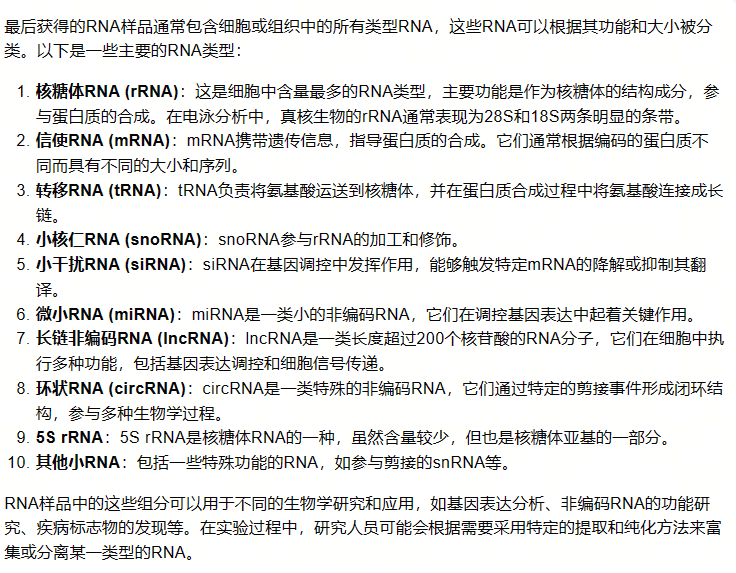 最后获得的RNA样品通常包含细胞或组织中的所有类型RNA，这些RNA可以根据其功能和大小被分
类。以下是一些主要的RNA类型：
1. 核糖体RNA (rRNA)：这是细胞中含量最多的RNA类型，主要功能是作为核糖体的结构成分，参
与蛋白质的合成。在电泳分析中，真核生物的rRNA通常表现为28S和18S两条明显的条带。
2. 信使RNA (mRNA)：mRNA携带遗传信息，指导蛋白质的合成。它们通常根据编码的蛋白质不
同而具有不同的大小和序列。
3. 转移RNA (tRNA)：tRNA负责将氨基酸运送到核糖体，并在蛋白质合成过程中将氨基酸连接成长
链。
4. 小核仁RNA (snoRNA)：snoRNA参与rRNA的加工和修饰。
5. 小干扰RNA (siRNA)：siRNA在基因调控中发挥作用，能够触发特定mRNA的降解或抑制其翻
译。
6. 微小RNA (miRNA)：miRNA是一类小的非编码RNA，它们在调控基因表达中起着关键作用。
7. 长链非编码RNA (lncRNA)：lncRNA是一类长度超过200个核苷酸的RNA分子，它们在细胞中执
行多种功能，包括基因表达调控和细胞信号传递。
8. 环状RNA (circRNA)：circRNA是一类特殊的非编码RNA，它们通过特定的剪接事件形成闭环结
构，参与多种生物学过程。
9. 5S rRNA：5S rRNA是核糖体RNA的一种，虽然含量较少，但也是核糖体亚基的一部分。
10. 其他小RNA：包括一些特殊功能的RNA，如参与剪接的snRNA等。
RNA样品中的这些组分可以用于不同的生物学研究和应用，如基因表达分析、非编码RNA的功能研
究、疾病标志物的发现等。在实验过程中，研究人员可能会根据需要采用特定的提取和纯化方法来富
集或分离某一类型的RNA。